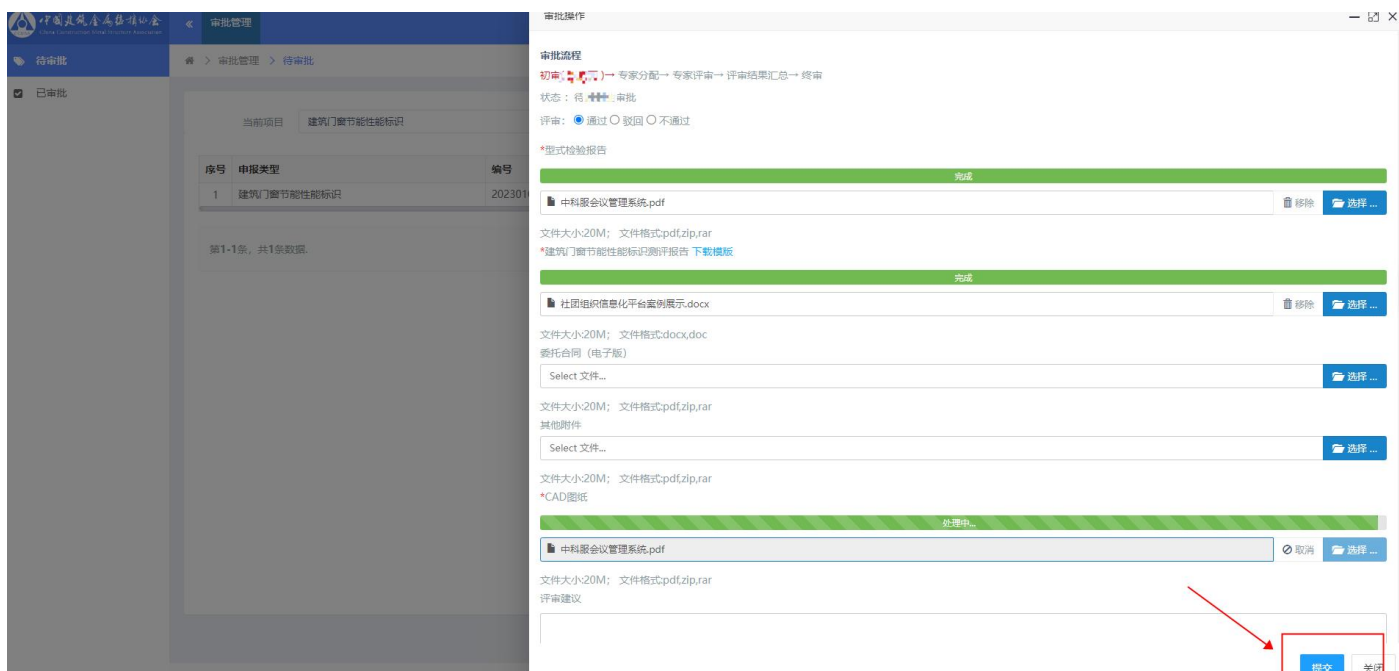 中国建筑金属结构协会
China Construction Metal Structure Association
审批管理
审批操作
待审批
已审批
审批管理 > 待审批
当前项目 建筑门窗节能性能标识
序号 申报类型 编号
1 建筑门窗节能性能标识 2023010
第1-1条，共1条数据.
审批流程
初审( )→ 专家分配→ 专家评审→ 评审结果汇总→ 终审
状态： 待 审批
评审： 通过 驳回 不通过
*型式检验报告
完成
中科服会议管理系统.pdf 移除 选择 ...
文件大小:20M； 文件格式:pdf,zip,rar
*建筑门窗节能性能标识测评报告 下载模版
完成
社团组织信息化平台案例展示.docx 移除 选择 ...
文件大小:20M； 文件格式:docx,doc
委托合同（电子版）
Select 文件... 选择 ...
文件大小:20M； 文件格式:pdf,zip,rar
其他附件
Select 文件... 选择 ...
文件大小:20M； 文件格式:pdf,zip,rar
*CAD图纸
处理中...
中科服会议管理系统.pdf 取消 选择 ...
文件大小:20M； 文件格式:pdf,zip,rar
评审建议
提交 关闭